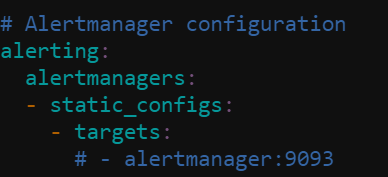 # Alertmanager configuration
alerting:
  alertmanagers:
  - static_configs:
    - targets:
      # - alertmanager:9093